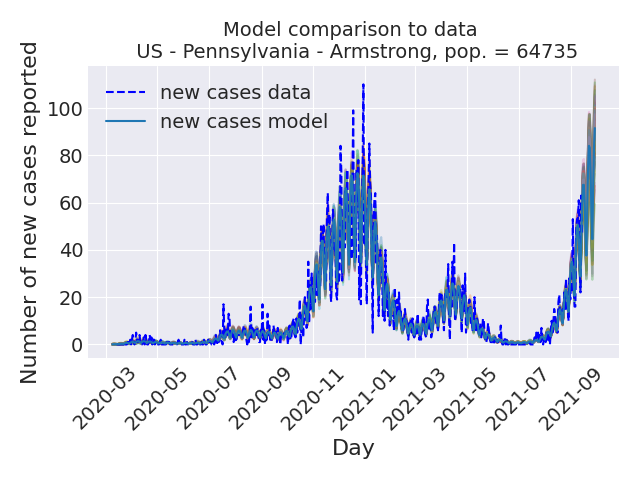 Model comparison to data
US - Pennsylvania - Armstrong, pop. = 64735
Number of new cases reported
new cases data
new cases model
100
80
60
40
20
0
2020-03
2020-05
2020-07
2020-09
2020-11
2021-01
2021-03
2021-05
2021-07
2021-09
Day